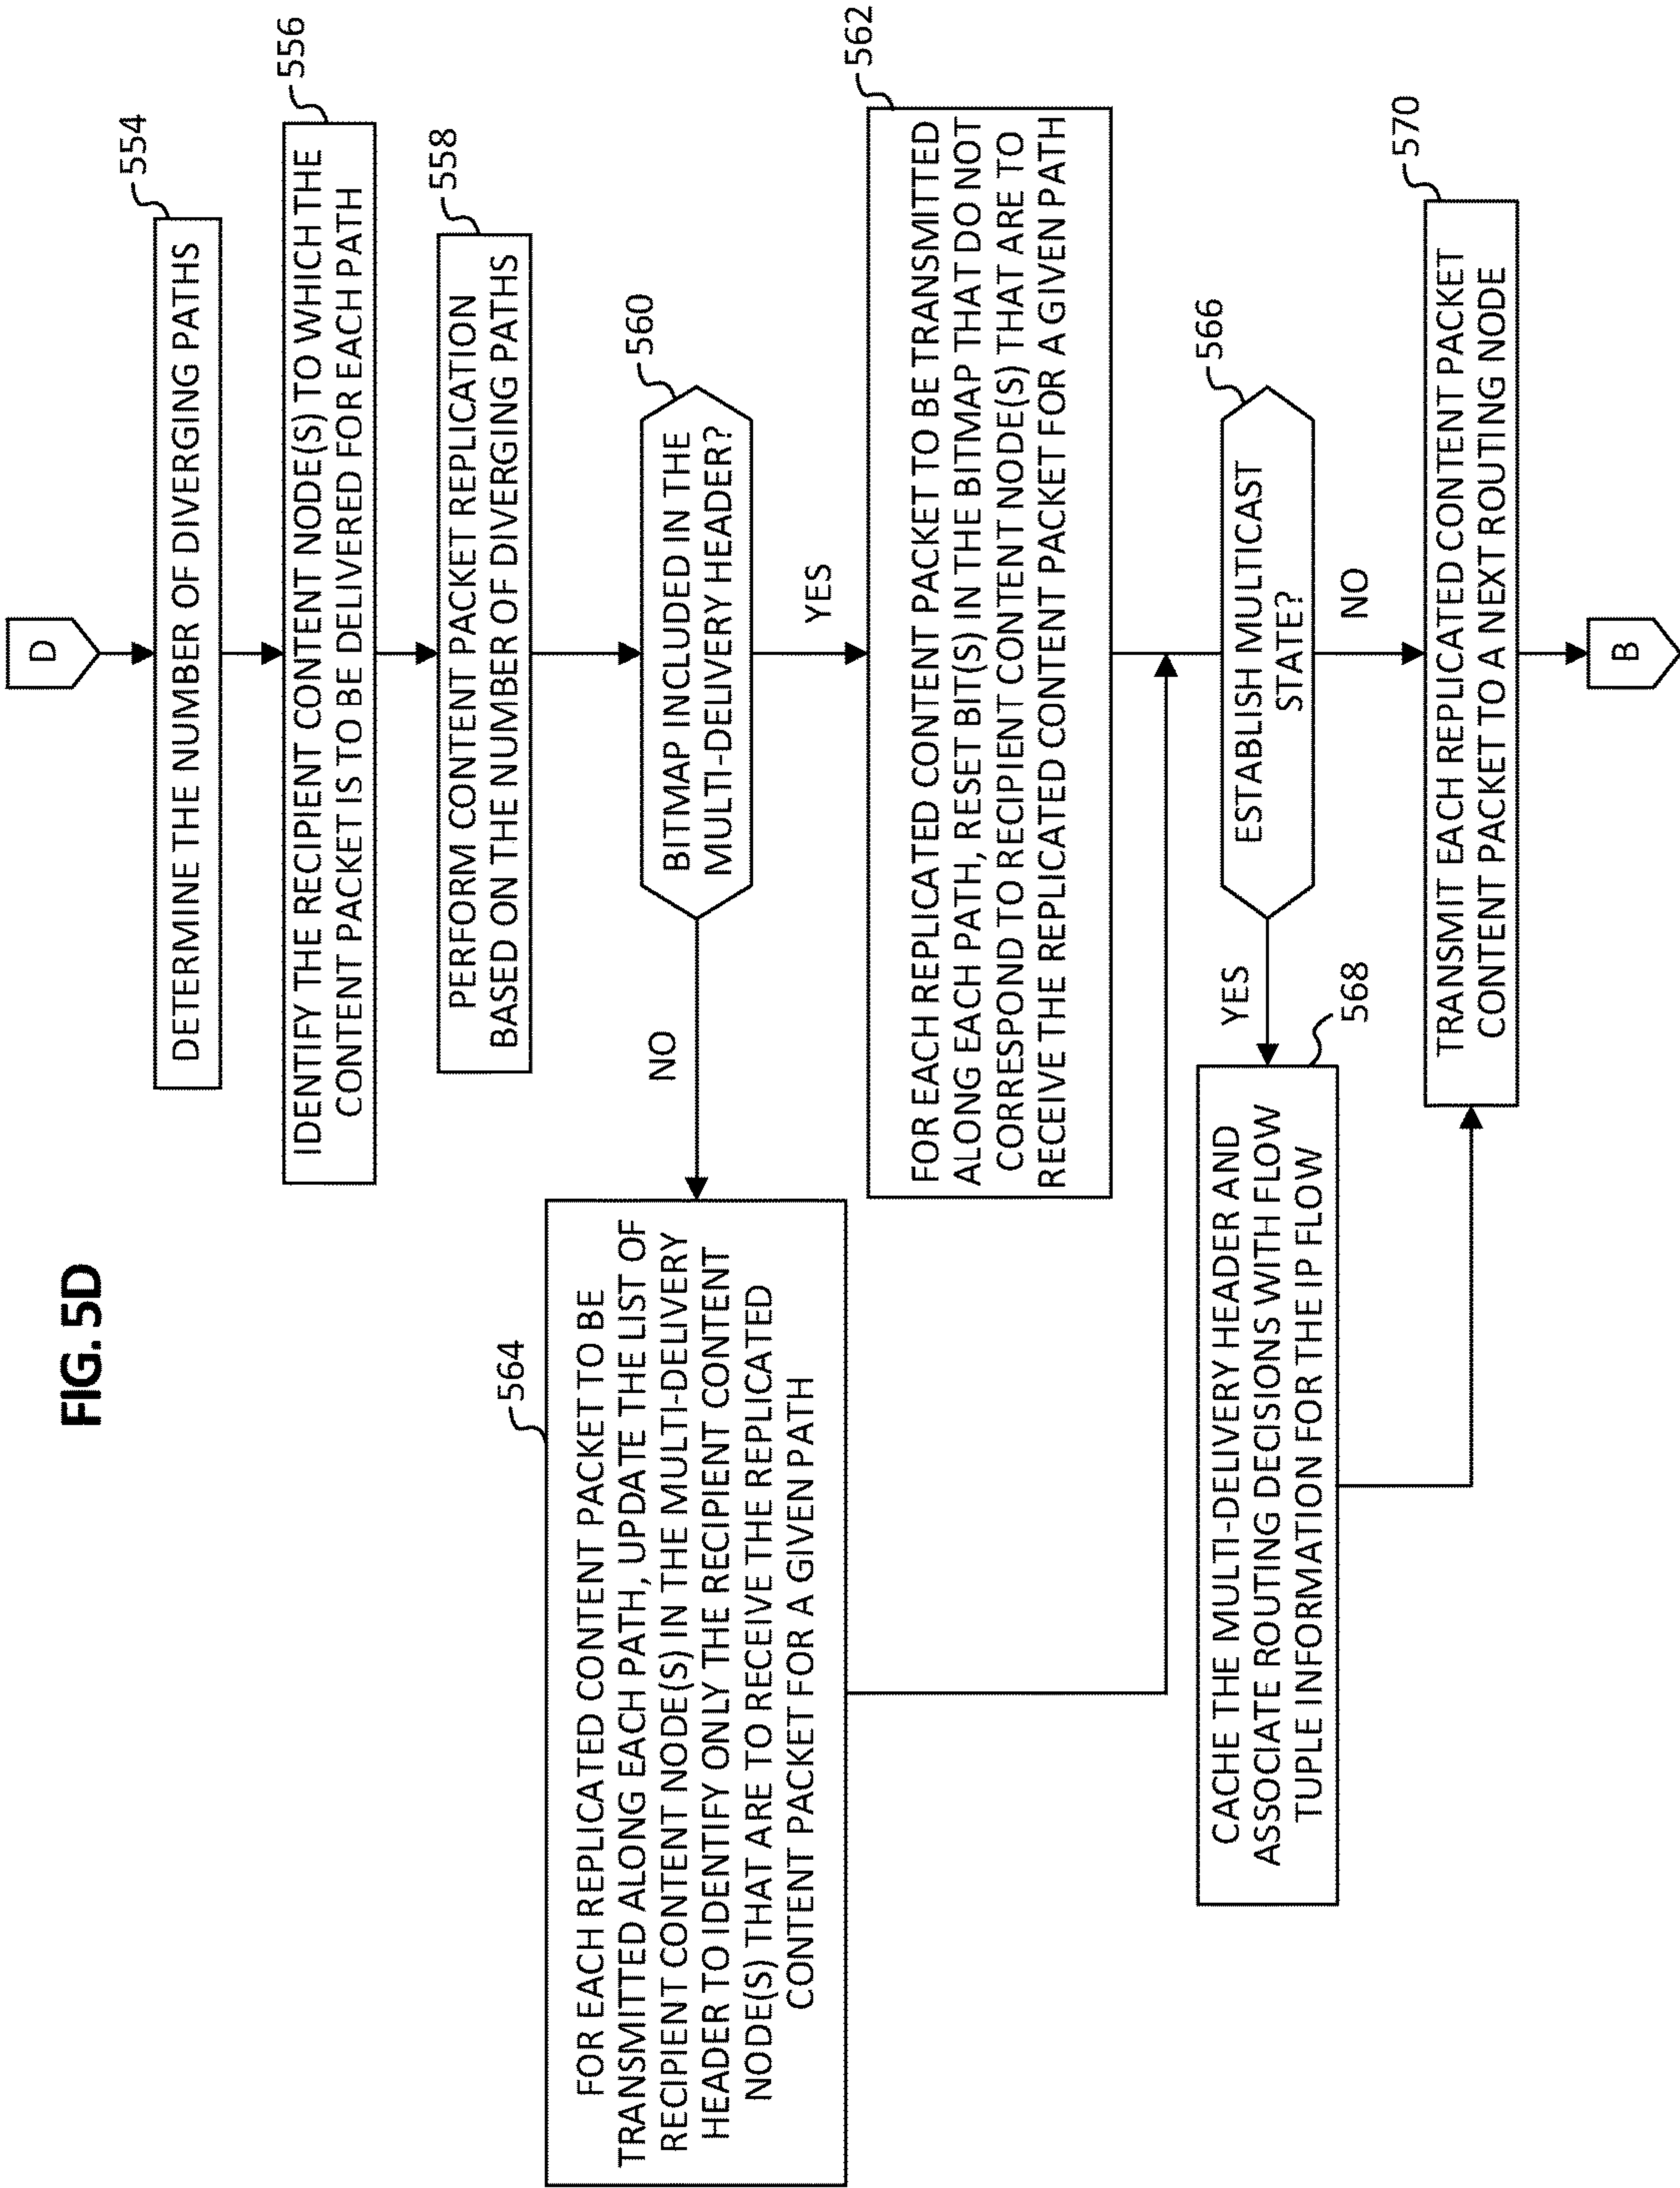 FIG. 5D
D
554
DETERMINE THE NUMBER OF DIVERGING PATHS
556
IDENTIFY THE RECIPIENT CONTENT NODE(S) TO WHICH THE
CONTENT PACKET IS TO BE DELIVERED FOR EACH PATH
558
PERFORM CONTENT PACKET REPLICATION
BASED ON THE NUMBER OF DIVERGING PATHS
560
BITMAP INCLUDED IN THE
MULTI-DELIVERY HEADER?
NO
YES
564
FOR EACH REPLICATED CONTENT PACKET TO BE
TRANSMITTED ALONG EACH PATH, UPDATE THE LIST OF
RECIPIENT CONTENT NODE(S) IN THE MULTI-DELIVERY
HEADER TO IDENTIFY ONLY THE RECIPIENT CONTENT
NODE(S) THAT ARE TO RECEIVE THE REPLICATED
CONTENT PACKET FOR A GIVEN PATH
562
FOR EACH REPLICATED CONTENT PACKET TO BE TRANSMITTED
ALONG EACH PATH, RESET BIT(S) IN THE BITMAP THAT DO NOT
CORRESPOND TO RECIPIENT CONTENT NODE(S) THAT ARE TO
RECEIVE THE REPLICATED CONTENT PACKET FOR A GIVEN PATH
566
ESTABLISH MULTICAST
STATE?
YES
NO
568
CACHE THE MULTI-DELIVERY HEADER AND
ASSOCIATE ROUTING DECISIONS WITH FLOW
TUPLE INFORMATION FOR THE IP FLOW
570
TRANSMIT EACH REPLICATED CONTENT PACKET
CONTENT PACKET TO A NEXT ROUTING NODE
B